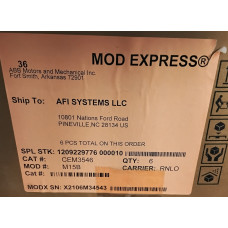 MOD EXPRESS®
36
ABB Motors and Mechanical Inc
Fort Smith, Arkansas 72901
Ship To: AFI SYSTEMS LLC
10801 Nations Ford Road
PINEVILLE, NC 28134 US
6 PCS TOTAL ON THIS ORDER
SPL STK: 1209229776 000010
CAT #: CEM3546 QTY: 6
MOD #: M15B CARRIER: RNLO
Cat #:
MODX SN: X2106M34543